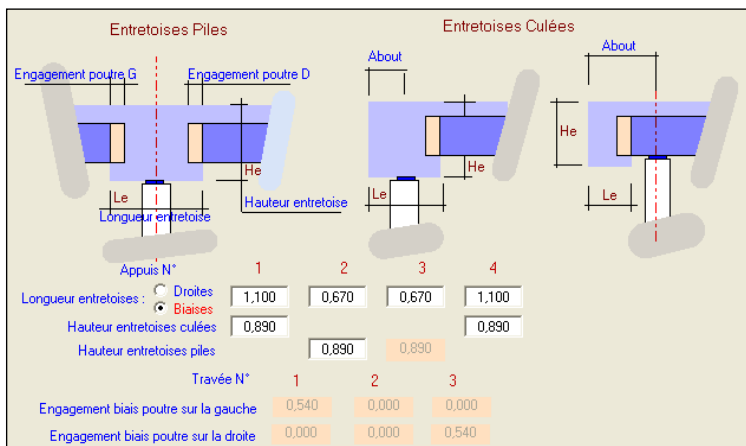 Entretoises Piles
Entretoises Culées
About
About
Engagement poutre G
Engagement poutre D
He
He
He
Le
Le
Le
Hauteur entretoise
Longueur entretoise
Appuis N° 1 2 3 4
Longueur entretoises : Droites
Biaises
1,100 0,670 0,670 1,100
Hauteur entretoises culées 0,890 0,890
Hauteur entretoises piles 0,890 0,890
Travée N° 1 2 3
Engagement biais poutre sur la gauche 0,540 0,000 0,000
Engagement biais poutre sur la droite 0,000 0,000 0,540